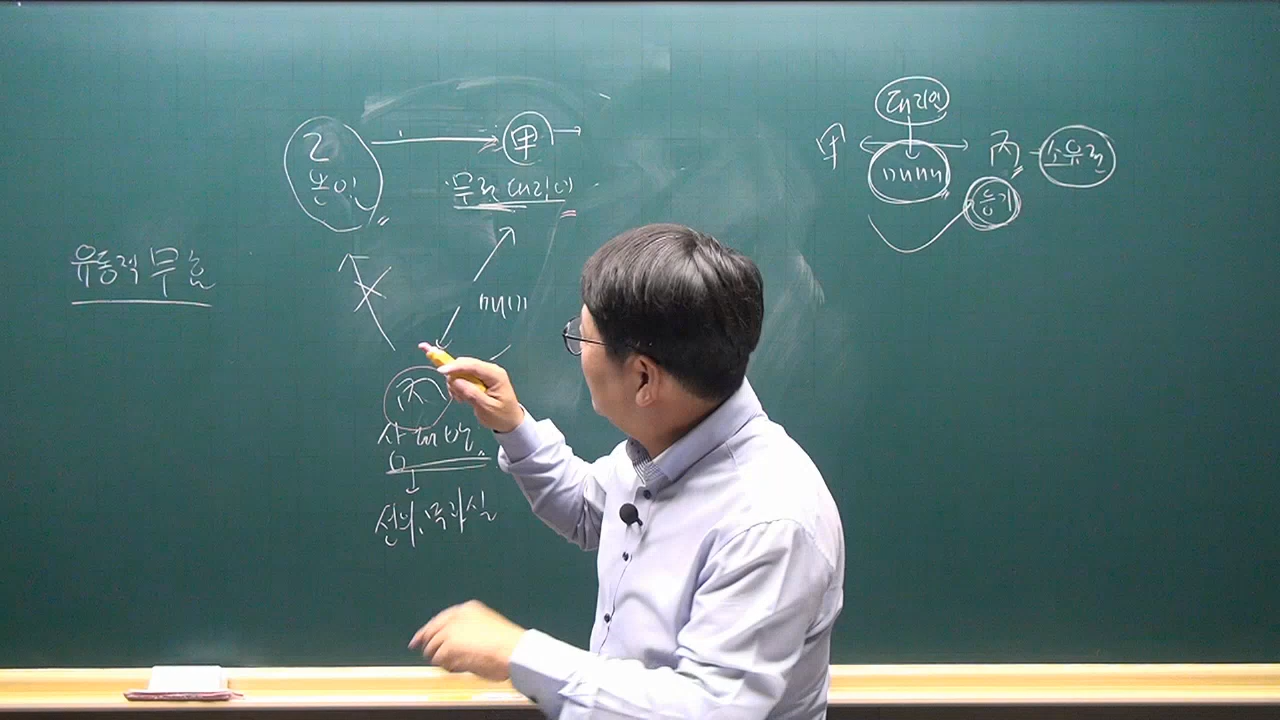 乙
본인
甲
무권대리인
유동적 무효
매매
丙
상대방
선의, 무과실
대리인
甲
매매
丙
소유권
등기